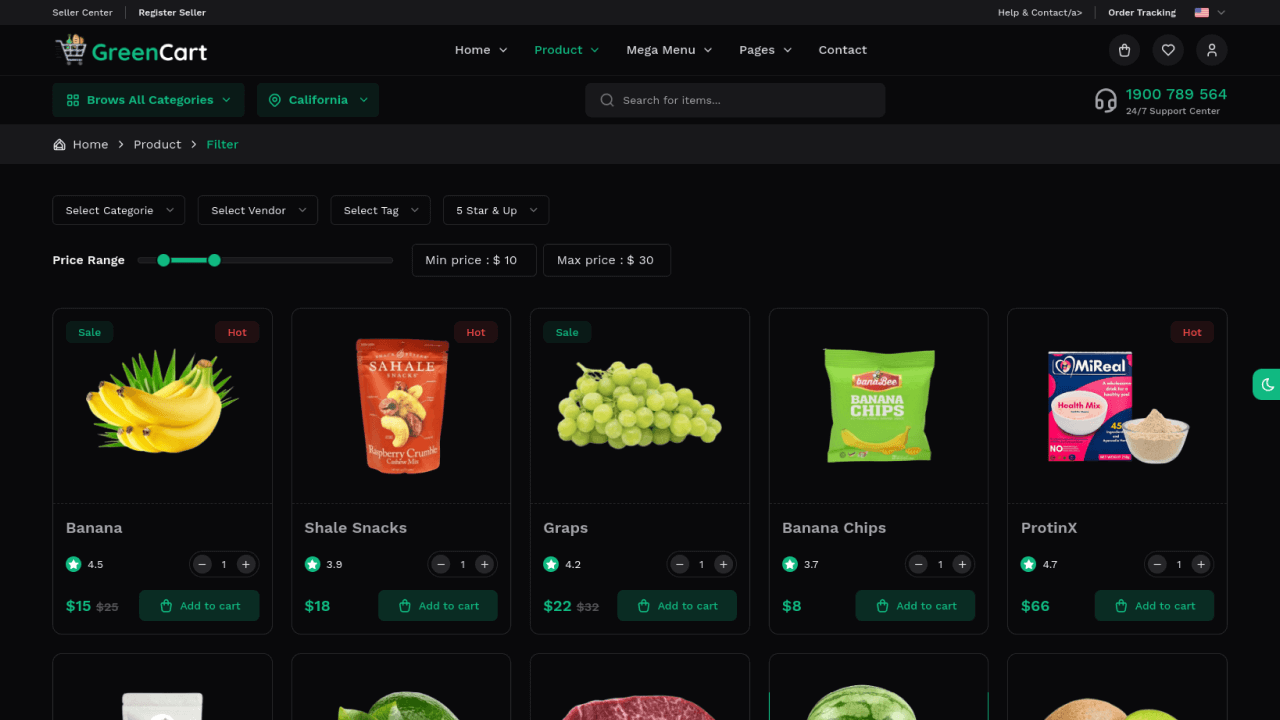 Seller Center
Register Seller
Help & Contact/a>
Order Tracking
GreenCart
Home
Product
Mega Menu
Pages
Contact
Brows All Categories
California
Search for items...
1900 789 564
24/7 Support Center
Home
Product
Filter
Select Categorie
Select Vendor
Select Tag
5 Star & Up
Price Range
Min price : $ 10
Max price : $ 30
Sale
Hot
Banana
4.5
1
$15 $25
Add to cart
Hot
SAHALE
SNACKS
Raspberry Crumble
Cashew Mix
Shale Snacks
3.9
1
$18
Add to cart
Sale
Graps
4.2
1
$22 $32
Add to cart
banaBee
BANANA
CHIPS
Banana Chips
3.7
1
$8
Add to cart
Hot
MiReal
Health Mix
NO
ProtinX
4.7
1
$66
Add to cart